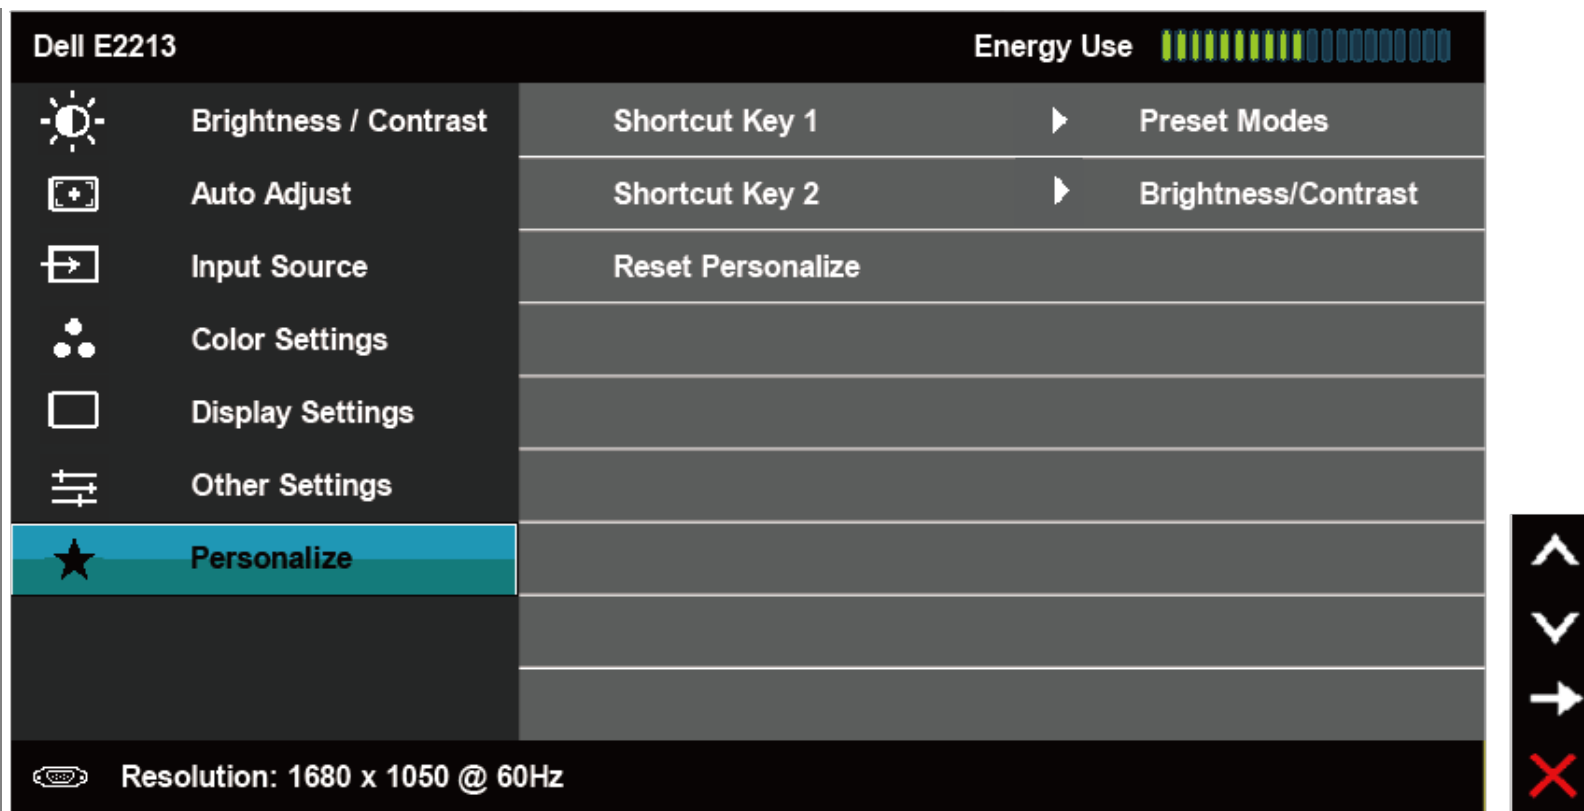 Dell E2213 Energy Use
Brightness / Contrast Shortcut Key 1 Preset Modes
Auto Adjust Shortcut Key 2 Brightness/Contrast
Input Source Reset Personalize
Color Settings
Display Settings
Other Settings
Personalize
Resolution: 1680 x 1050 @ 60Hz